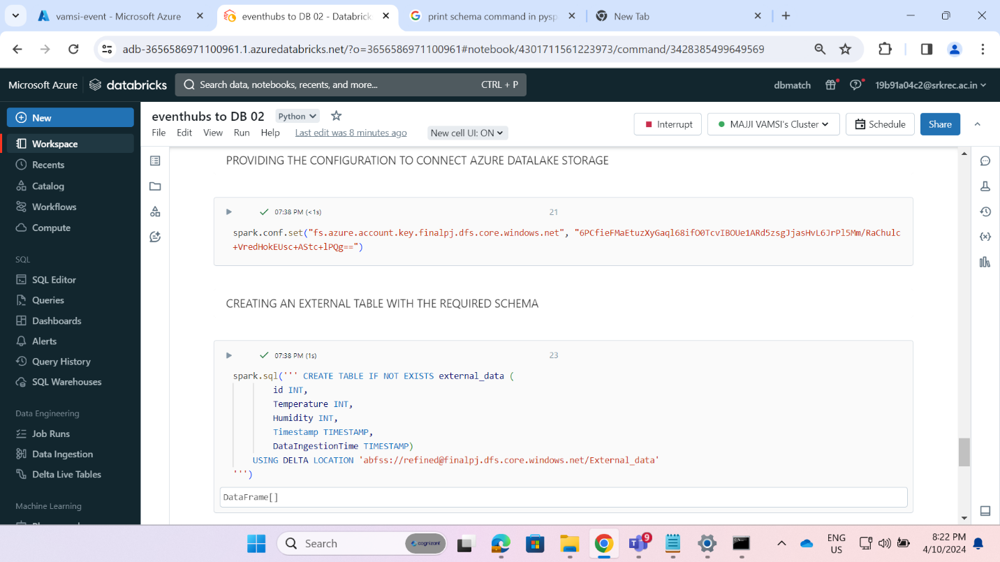 vamsi-event - Microsoft Azure
eventhubs to DB 02 - Databrick
print schema command in pysp
New Tab
adb-3656586971100961.1.azuredatabricks.net/?o=3656586971100961#notebook/4301711561223973/command/3428385499649569
Microsoft Azure
databricks
Search data, notebooks, recents, and more...
CTRL + P
dbmatch
19b91a04c2@srkrec.ac.in
New
Workspace
Recents
Catalog
Workflows
Compute
SQL
SQL Editor
Queries
Dashboards
Alerts
Query History
SQL Warehouses
Data Engineering
Job Runs
Data Ingestion
Delta Live Tables
Machine Learning
eventhubs to DB 02
Python
File Edit View Run Help
Last edit was 8 minutes ago
New cell UI: ON
Interrupt
MAJJI VAMSI's Cluster
Schedule
Share
PROVIDING THE CONFIGURATION TO CONNECT AZURE DATALAKE STORAGE
07:38 PM (<1s)
21
spark.conf.set("fs.azure.account.key.finalpj.dfs.core.windows.net", "6PCfieFMaEtuzXyGaql68ifO0TcvIBOUe1ARd5zsgJjasHvL6JrPl5Mm/RaChulc
+VredHokEUsc+AStc+lPQg==")
CREATING AN EXTERNAL TABLE WITH THE REQUIRED SCHEMA
07:38 PM (1s)
23
spark.sql(''' CREATE TABLE IF NOT EXISTS external_data (
id INT,
Temperature INT,
Humidity INT,
Timestamp TIMESTAMP,
DataIngestionTime TIMESTAMP)
USING DELTA LOCATION 'abfss://refined@finalpj.dfs.core.windows.net/External_data'
''')
DataFrame[]
Search
cognizant
9
ENG
US
8:22 PM
4/10/2024